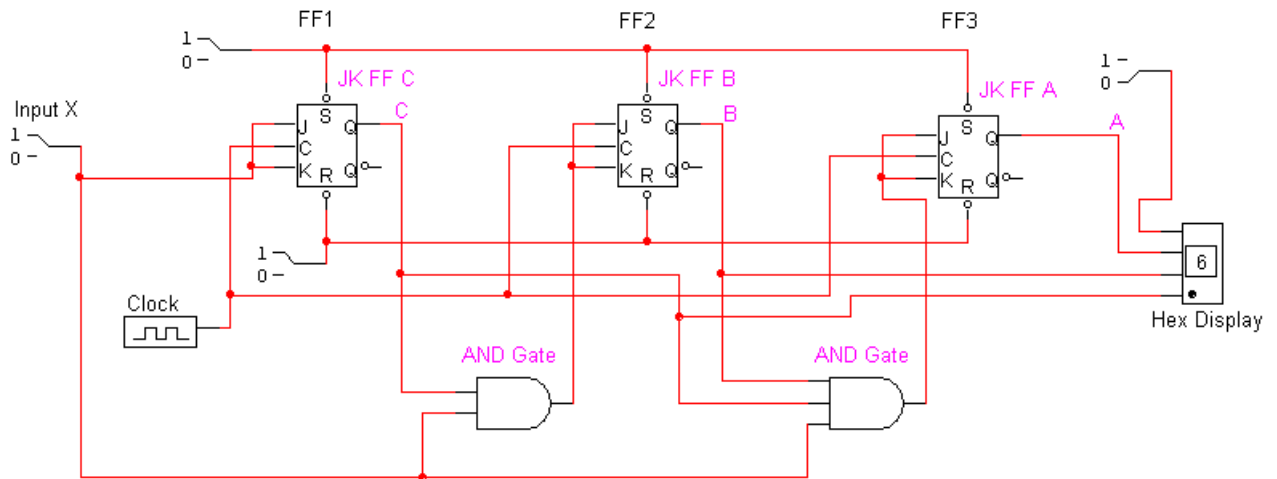 FF1
FF2
FF3
1
0
JK FF C
JK FF B
JK FF A
1
0
Input X
1
0
C
B
A
S
J
Q
C
K
R
Q
S
J
Q
C
K
R
Q
S
J
Q
C
K
R
Q
1
0
6
Clock
Hex Display
AND Gate
AND Gate